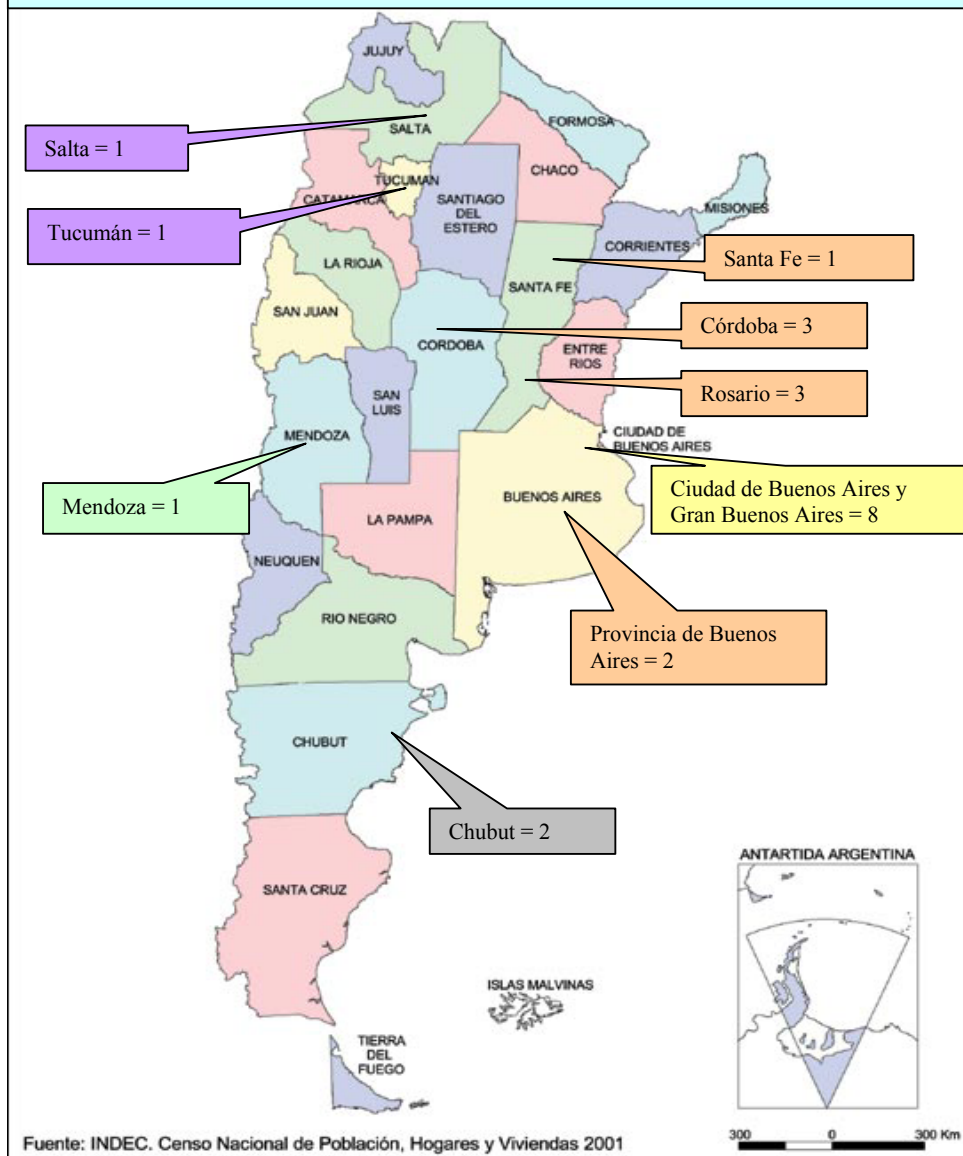 JUJUY
SALTA
FORMOSA
Salta = 1
CHACO
TUCUMAN
CATAMARCA
SANTIAGO
DEL
ESTERO
MISIONES
Tucumán = 1
CORRIENTES
LA RIOJA
SANTA FE
Santa Fe = 1
SAN JUAN
CORDOBA
Córdoba = 3
ENTRE
RIOS
SAN
LUIS
Rosario = 3
MENDOZA
CIUDAD DE
BUENOS AIRES
Mendoza = 1
LA PAMPA
BUENOS AIRES
Ciudad de Buenos Aires y
Gran Buenos Aires = 8
NEUQUEN
RIO NEGRO
Provincia de Buenos
Aires = 2
CHUBUT
Chubut = 2
SANTA CRUZ
ANTARTIDA ARGENTINA
ISLAS MALVINAS
TIERRA
DEL
FUEGO
Fuente: INDEC. Censo Nacional de Población, Hogares y Viviendas 2001
300 0 300 Km